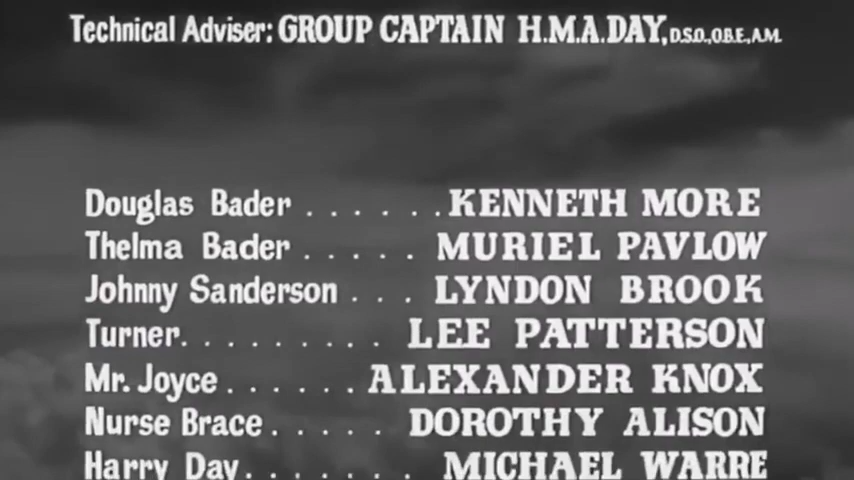 Technical Adviser: GROUP CAPTAIN H.M.A.DAY, D.S.O., O.B.E., A.M.
Douglas Bader . . . . . . KENNETH MORE
Thelma Bader . . . . . MURIEL PAVLOW
Johnny Sanderson . . . LYNDON BROOK
Turner. . . . . . . . . LEE PATTERSON
Mr. Joyce . . . . . . ALEXANDER KNOX
Nurse Brace . . . . . DOROTHY ALISON
Harry Day. . . . . . . MICHAEL WARRE